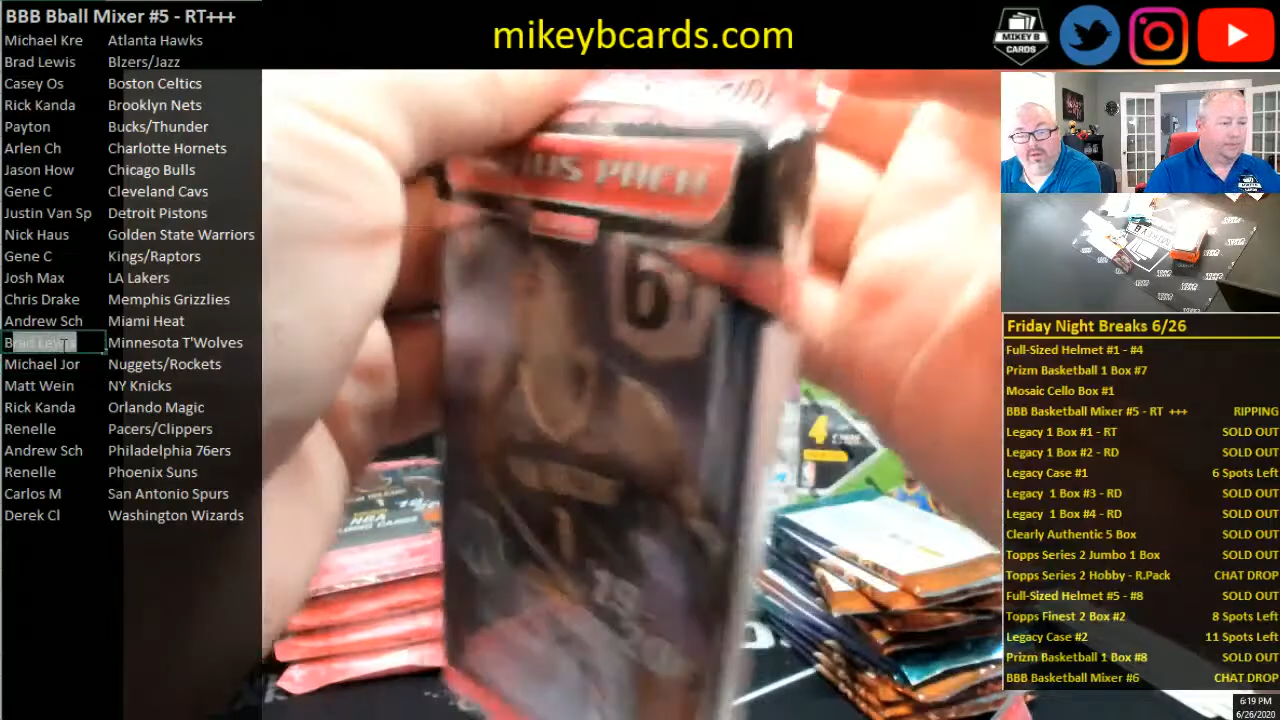 BBB Bball Mixer #5 - RT+++
Michael Kre Atlanta Hawks
Brad Lewis Blzers/Jazz
Casey Os Boston Celtics
Rick Kanda Brooklyn Nets
Payton Bucks/Thunder
Arlen Ch Charlotte Hornets
Jason How Chicago Bulls
Gene C Cleveland Cavs
Justin Van Sp Detroit Pistons
Nick Haus Golden State Warriors
Gene C Kings/Raptors
Josh Max LA Lakers
Chris Drake Memphis Grizzlies
Andrew Sch Miami Heat
Brad Lewis Minnesota T'Wolves
Michael Jor Nuggets/Rockets
Matt Wein NY Knicks
Rick Kanda Orlando Magic
Renelle Pacers/Clippers
Andrew Sch Philadelphia 76ers
Renelle Phoenix Suns
Carlos M San Antonio Spurs
Derek Cl Washington Wizards
mikeybcards.com
MIKEY B
CARDS
PACK
4
NBA
Friday Night Breaks 6/26
Full-Sized Helmet #1 - #4
Prizm Basketball 1 Box #7
Mosaic Cello Box #1
BBB Basketball Mixer #5 - RT +++ RIPPING
Legacy 1 Box #1 - RT SOLD OUT
Legacy 1 Box #2 - RD SOLD OUT
Legacy Case #1 6 Spots Left
Legacy 1 Box #3 - RD SOLD OUT
Legacy 1 Box #4 - RD SOLD OUT
Clearly Authentic 5 Box SOLD OUT
Topps Series 2 Jumbo 1 Box SOLD OUT
Topps Series 2 Hobby - R.Pack CHAT DROP
Full-Sized Helmet #5 - #8 SOLD OUT
Topps Finest 2 Box #2 8 Spots Left
Legacy Case #2 11 Spots Left
Prizm Basketball 1 Box #8 SOLD OUT
BBB Basketball Mixer #6 CHAT DROP
6:19 PM
6/26/2020